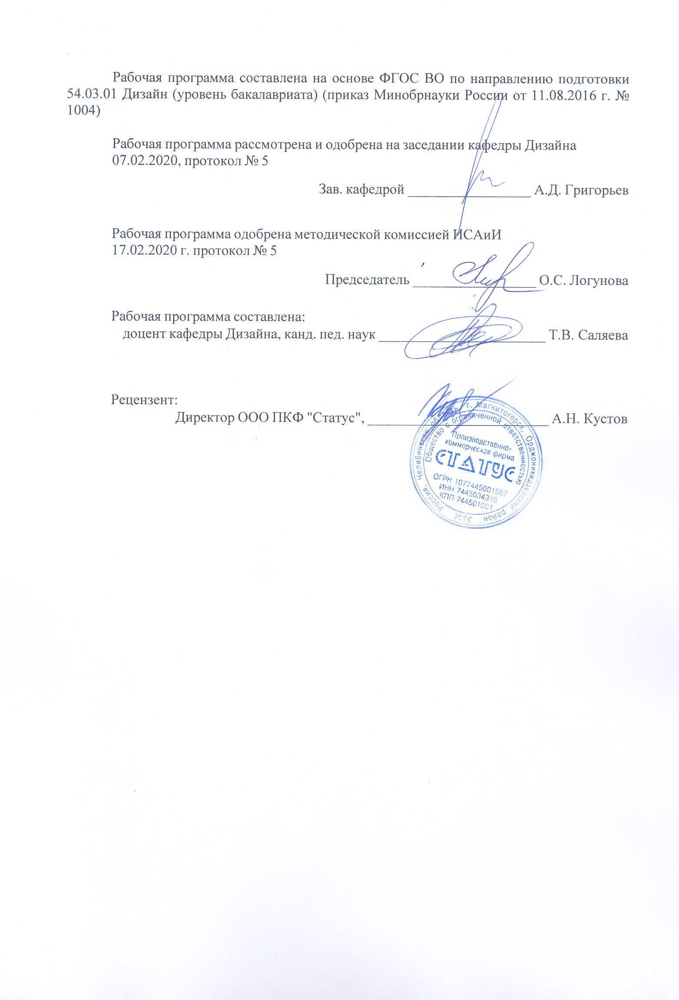 Рабочая программа составлена на основе ФГОС ВО по направлению подготовки
54.03.01 Дизайн (уровень бакалавриата) (приказ Минобрнауки России от 11.08.2016 г. №
1004)
Рабочая программа рассмотрена и одобрена на заседании кафедры Дизайна
07.02.2020, протокол № 5
Зав. кафедрой _________________ А.Д. Григорьев
Рабочая программа одобрена методической комиссией ИСАиИ
17.02.2020 г. протокол № 5
Председатель _________________ О.С. Логунова
Рабочая программа составлена:
доцент кафедры Дизайна, канд. пед. наук _______________________ Т.В. Саляева
Рецензент:
Директор ООО ПКФ "Статус", _________________________ А.Н. Кустов
Россия, Челябинская область, г. Магнитогорск, Орджоникидзевский район
Общество с ограниченной ответственностью
Производственно-
коммерческая фирма
СТАТУС
ОГРН 1077445001567
ИНН 7445034310
КПП 744501001